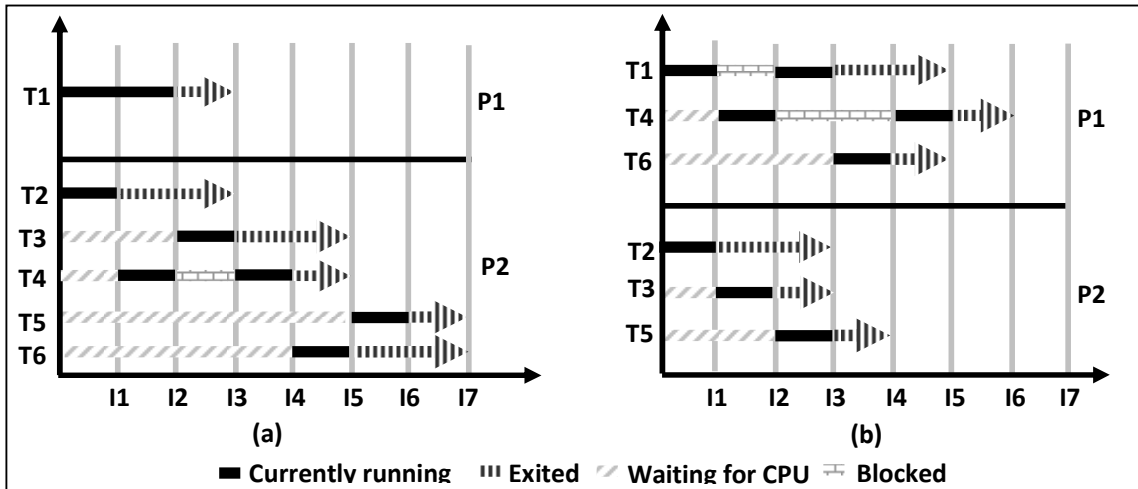 T1
P1
T2
T3
T4
P2
T5
T6
I1 I2 I3 I4 I5 I6 I7
(a)
T1
T4
P1
T6
T2
T3
P2
T5
I1 I2 I3 I4 I5 I6 I7
(b)
Currently running Exited Waiting for CPU Blocked